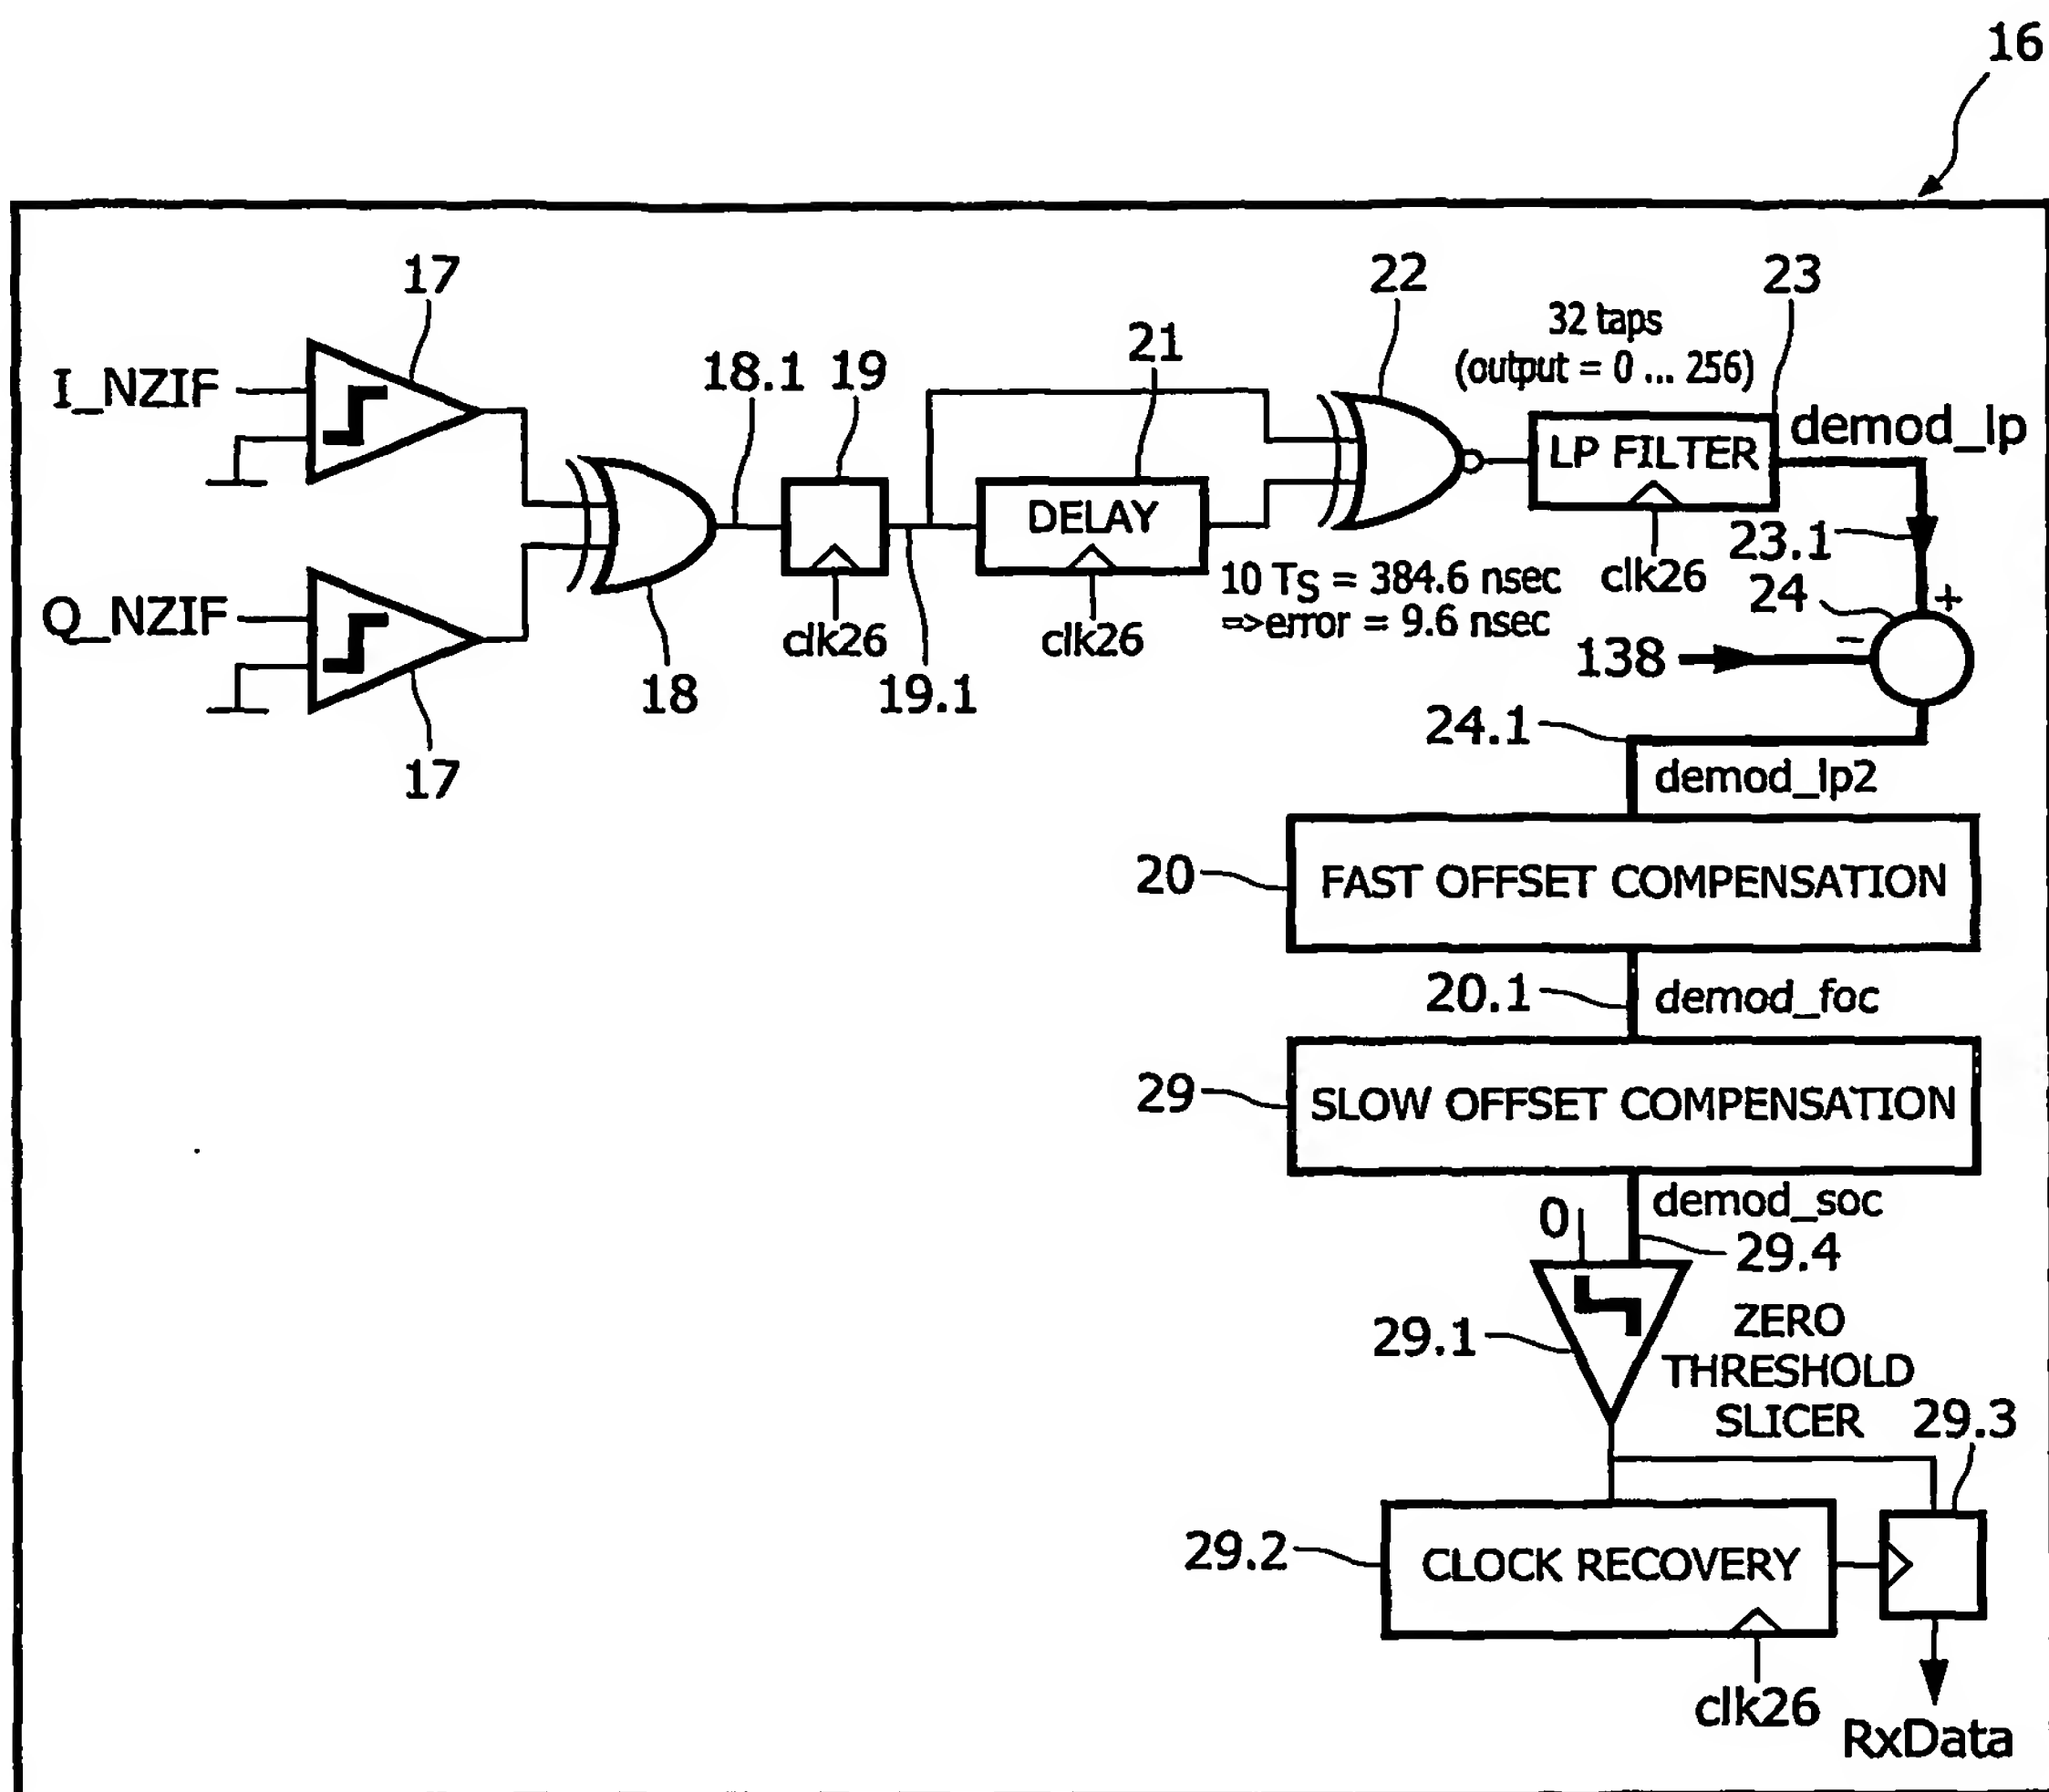 16
17
22
23
32 taps
(output = 0 ... 256)
I_NZIF
18.1
19
21
demod_lp
LP FILTER
DELAY
23.1
10 TS = 384.6 nsec
=>error = 9.6 nsec
clk26
24
+
Q_NZIF
clk26
clk26
−
138
18
19.1
24.1
17
demod_lp2
20
FAST OFFSET COMPENSATION
20.1
demod_foc
29
SLOW OFFSET COMPENSATION
0
demod_soc
29.4
29.1
ZERO
THRESHOLD
SLICER
29.3
29.2
CLOCK RECOVERY
clk26
RxData